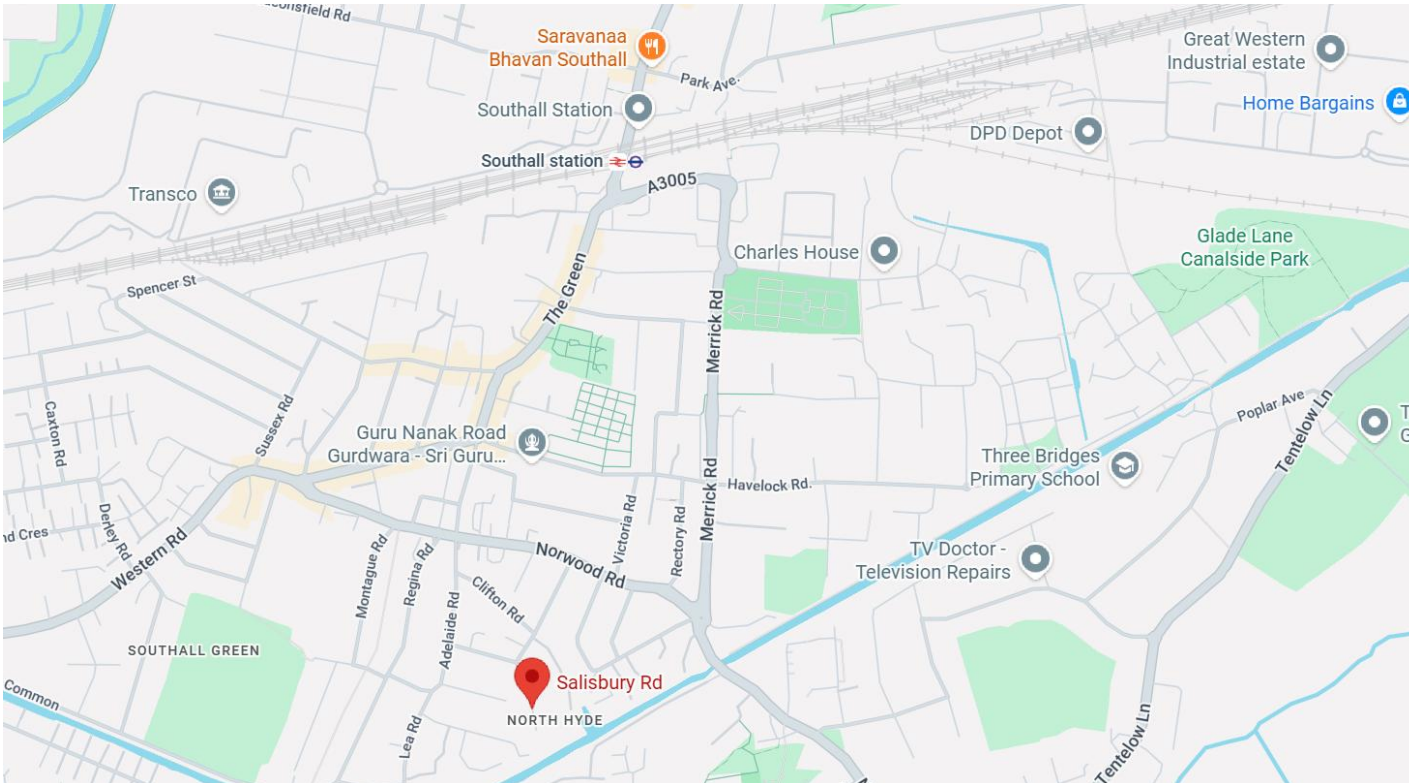 onsfield Rd
Saravanaa
Bhavan Southall
Park Ave.
Great Western
Industrial estate
Home Bargains
Southall Station
DPD Depot
Southall station
A3005
Transco
Glade Lane
Canalside Park
Charles House
Spencer St
The Green
Merrick Rd
Caxton Rd
Sussex Rd
Poplar Ave
Tentelow Ln
T
G
Guru Nanak Road
Gurdwara - Sri Guru...
Three Bridges
Primary School
Havelock Rd.
Merrick Rd
Victoria Rd
Rectory Rd
nd Cres
Derley Rd
Western Rd
Norwood Rd
TV Doctor -
Television Repairs
Montague Rd
Regina Rd
Adelaide Rd
Clifton Rd
SOUTHALL GREEN
Salisbury Rd
NORTH HYDE
Common
Lea Rd
Tentelow Ln